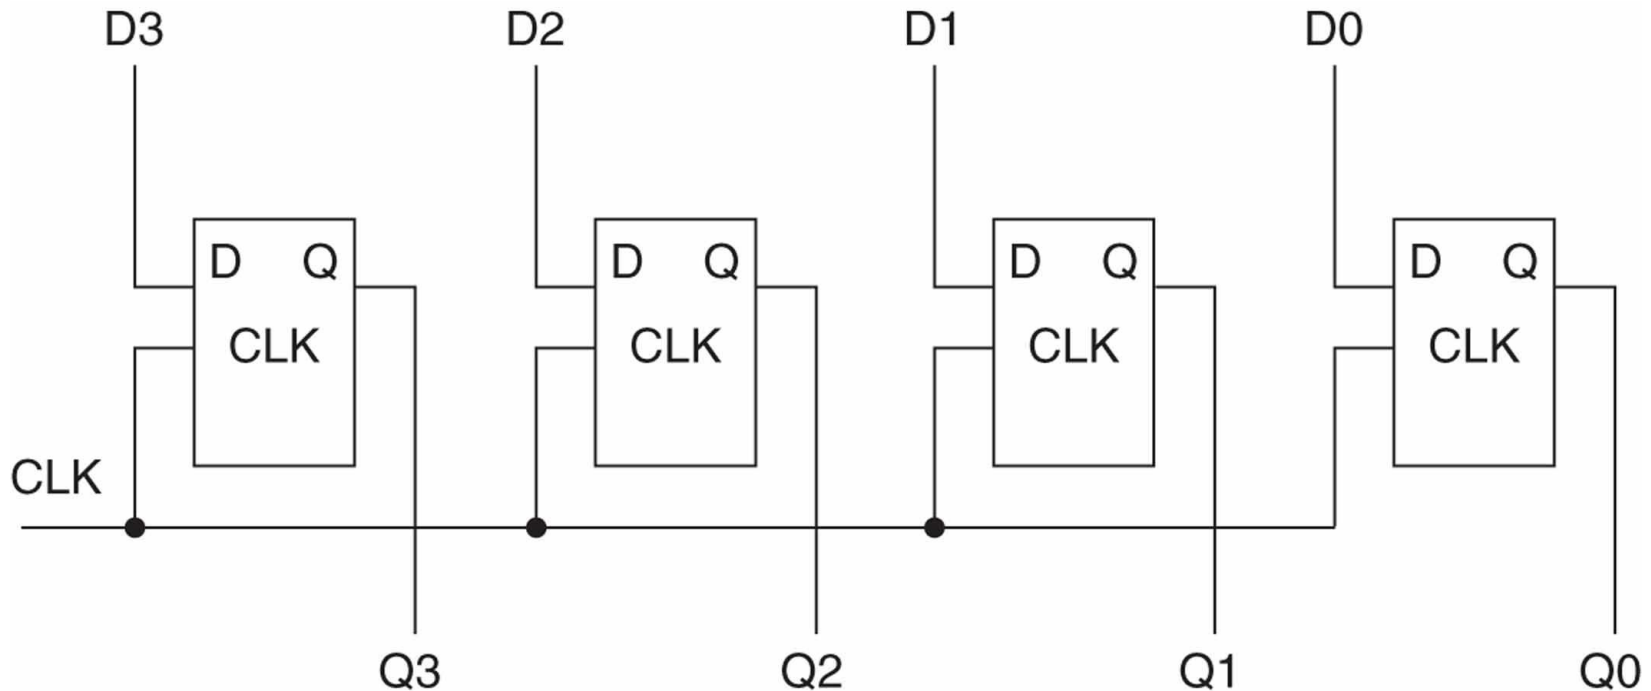 D3 D2 D1 D0
D Q D Q D Q D Q
CLK CLK CLK CLK
CLK
Q3 Q2 Q1 Q0